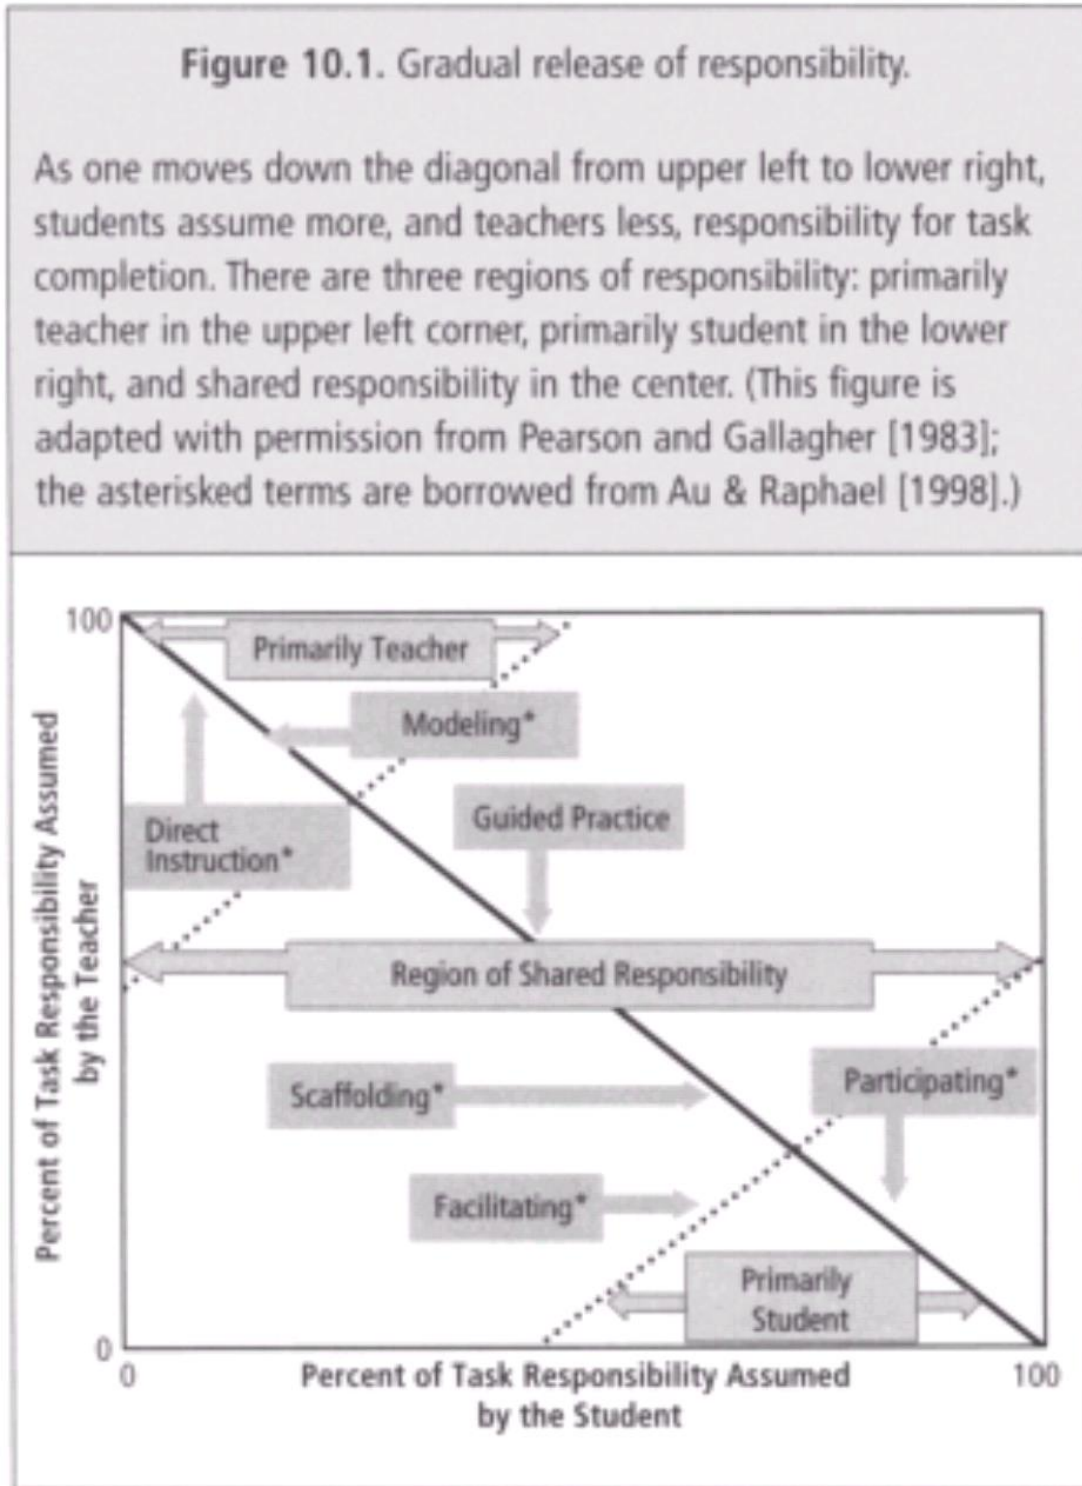 Figure 10.1. Gradual release of responsibility.
As one moves down the diagonal from upper left to lower right,
students assume more, and teachers less, responsibility for task
completion. There are three regions of responsibility: primarily
teacher in the upper left corner, primarily student in the lower
right, and shared responsibility in the center. (This figure is
adapted with permission from Pearson and Gallagher [1983];
the asterisked terms are borrowed from Au & Raphael [1998].)
100
Primarily Teacher
Modeling*
Guided Practice
Direct
Instruction*
Region of Shared Responsibility
Scaffolding*
Participating*
Facilitating*
Primarily
Student
Percent of Task Responsibility Assumed
by the Teacher
0
0
Percent of Task Responsibility Assumed
by the Student
100